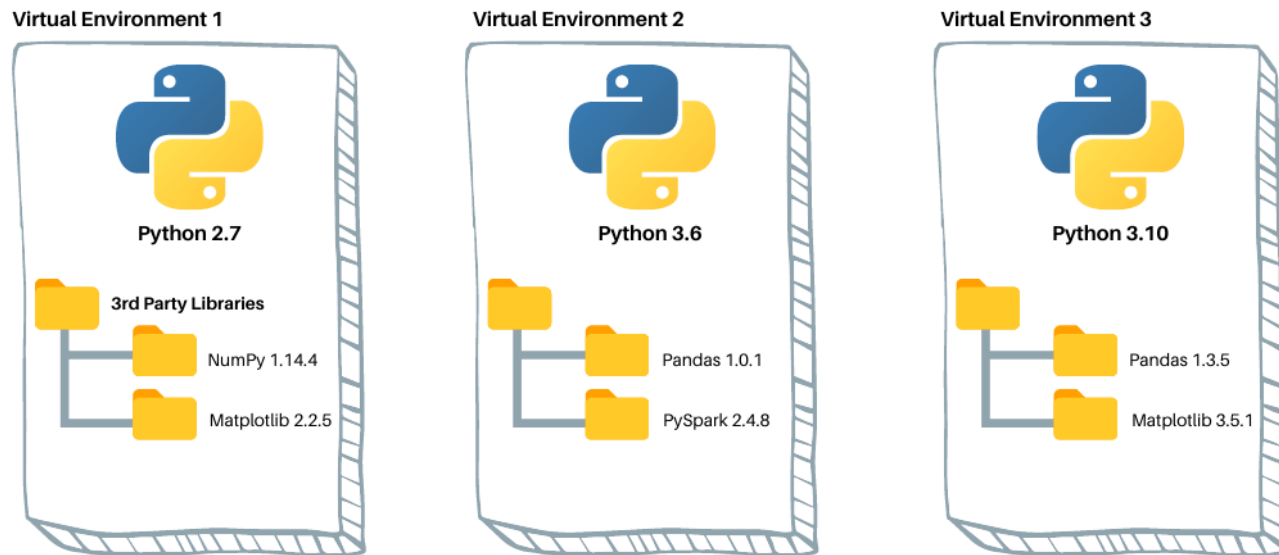 Virtual Environment 1
Python 2.7
3rd Party Libraries
NumPy 1.14.4
Matplotlib 2.2.5
Virtual Environment 2
Python 3.6
Pandas 1.0.1
PySpark 2.4.8
Virtual Environment 3
Python 3.10
Pandas 1.3.5
Matplotlib 3.5.1